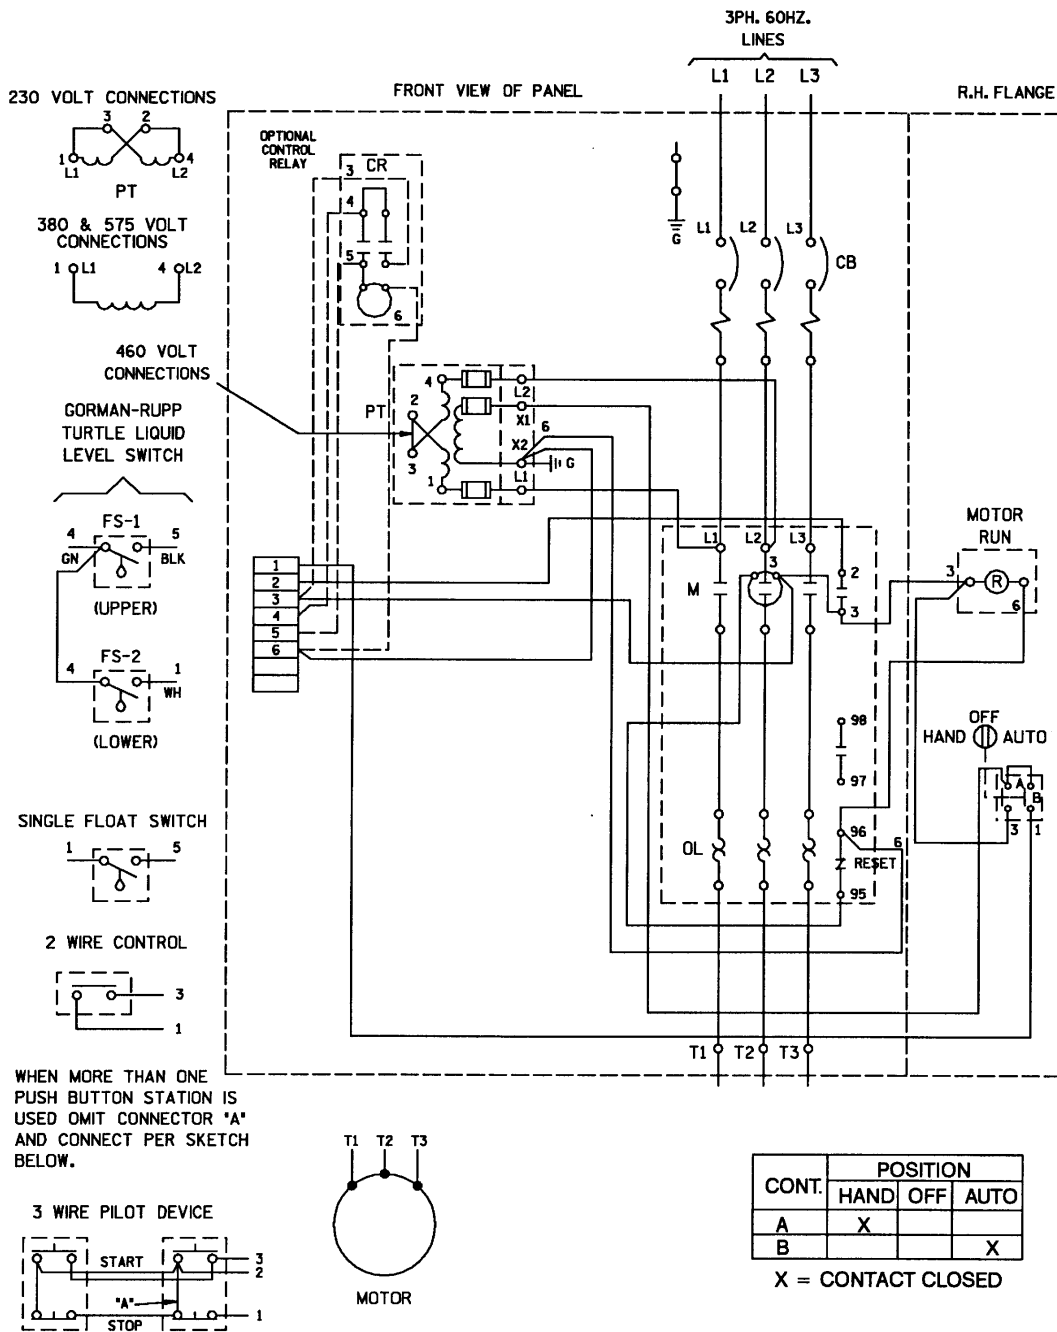 3PH. 60HZ.
LINES
L1 L2 L3
FRONT VIEW OF PANEL
R.H. FLANGE
230 VOLT CONNECTIONS
3 2
1 4
L1 L2
PT
380 & 575 VOLT
CONNECTIONS
1 L1 4 L2
460 VOLT
CONNECTIONS
GORMAN-RUPP
TURTLE LIQUID
LEVEL SWITCH
FS-1
4 5
GN BLK
(UPPER)
FS-2
4 1
WH
(LOWER)
SINGLE FLOAT SWITCH
1 5
2 WIRE CONTROL
3
1
WHEN MORE THAN ONE
PUSH BUTTON STATION IS
USED OMIT CONNECTOR "A"
AND CONNECT PER SKETCH
BELOW.
3 WIRE PILOT DEVICE
START
3
2
"A"
1
STOP
OPTIONAL
CONTROL
RELAY
3 CR
4
5
6
G
L1 L2 L3
CB
PT
4
2
3
1
L2
X1
X2
6
G
L1
1
2
3
4
5
6
L1 L2 L3
3
M
2
3
98
97
OL
96
6
RESET
95
T1 T2 T3
MOTOR
RUN
3 R
6
OFF
HAND AUTO
A
B
3 1
T1 T2 T3
MOTOR
CONT. POSITION
HAND OFF AUTO
A X
B X
X = CONTACT CLOSED